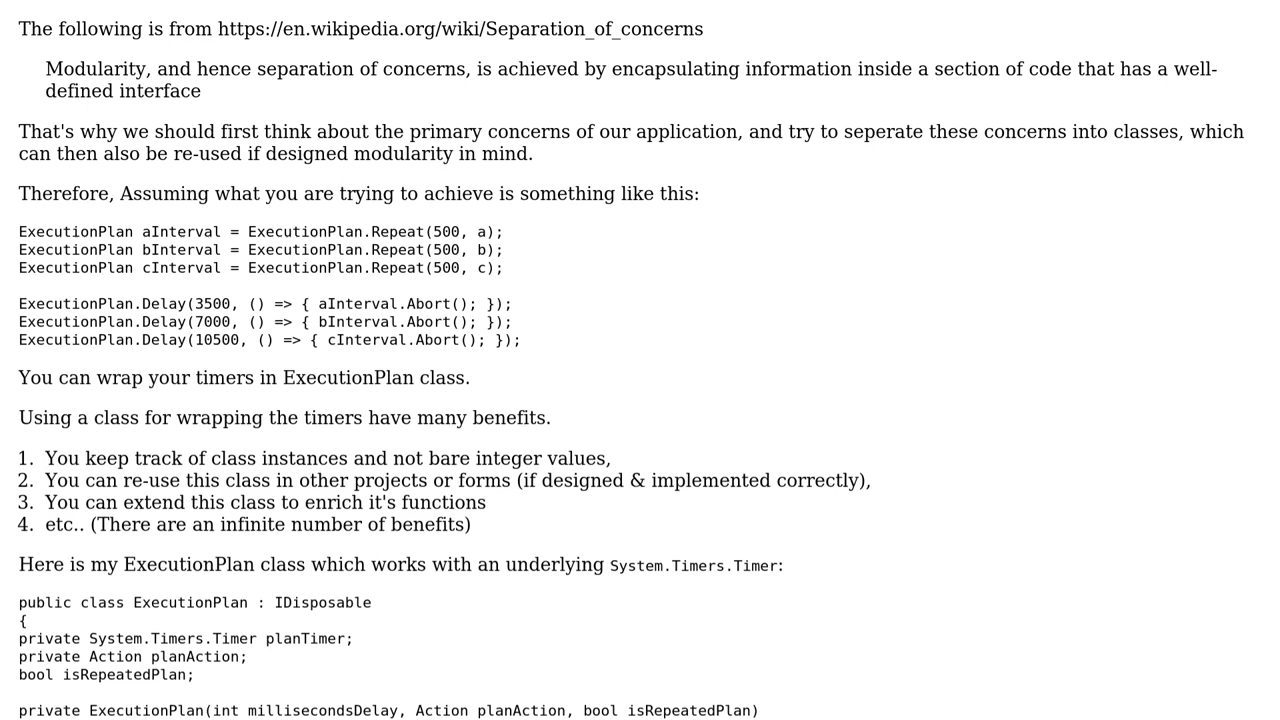 The following is from https://en.wikipedia.org/wiki/Separation_of_concerns
Modularity, and hence separation of concerns, is achieved by encapsulating information inside a section of code that has a well-
defined interface
That's why we should first think about the primary concerns of our application, and try to seperate these concerns into classes, which
can then also be re-used if designed modularity in mind.
Therefore, Assuming what you are trying to achieve is something like this:
ExecutionPlan aInterval = ExecutionPlan.Repeat(500, a);
ExecutionPlan bInterval = ExecutionPlan.Repeat(500, b);
ExecutionPlan cInterval = ExecutionPlan.Repeat(500, c);
ExecutionPlan.Delay(3500, () => { aInterval.Abort(); });
ExecutionPlan.Delay(7000, () => { bInterval.Abort(); });
ExecutionPlan.Delay(10500, () => { cInterval.Abort(); });
You can wrap your timers in ExecutionPlan class.
Using a class for wrapping the timers have many benefits.
1. You keep track of class instances and not bare integer values,
2. You can re-use this class in other projects or forms (if designed & implemented correctly),
3. You can extend this class to enrich it's functions
4. etc.. (There are an infinite number of benefits)
Here is my ExecutionPlan class which works with an underlying System.Timers.Timer:
public class ExecutionPlan : IDisposable
{
private System.Timers.Timer planTimer;
private Action planAction;
bool isRepeatedPlan;
private ExecutionPlan(int millisecondsDelay, Action planAction, bool isRepeatedPlan)